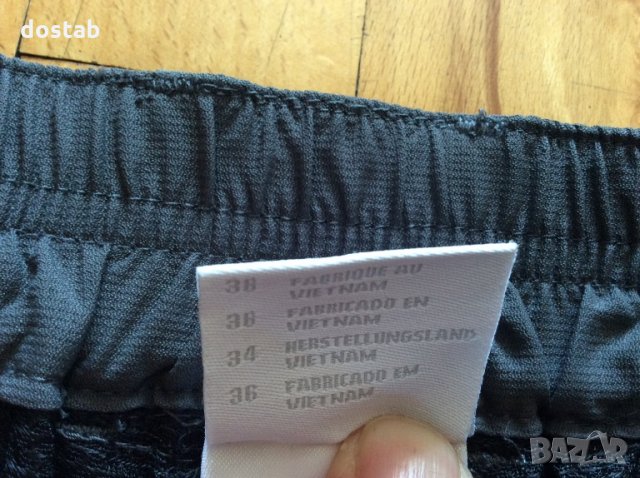 dostab
38 FABRIQUE AU
VIETNAM
36 FABRICADO EN
VIETNAM
34 HERSTELLUNGSLAND
VIETNAM
36 FABRICADO EM
VIETNAM
BAZAR